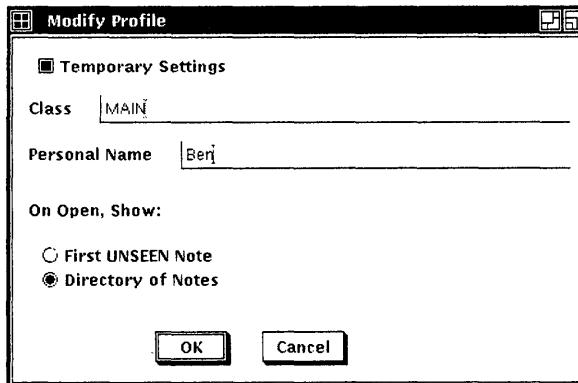 Modify Profile
Temporary Settings
Class MAIN
Personal Name Ben
On Open, Show:
First UNSEEN Note
Directory of Notes
OK Cancel